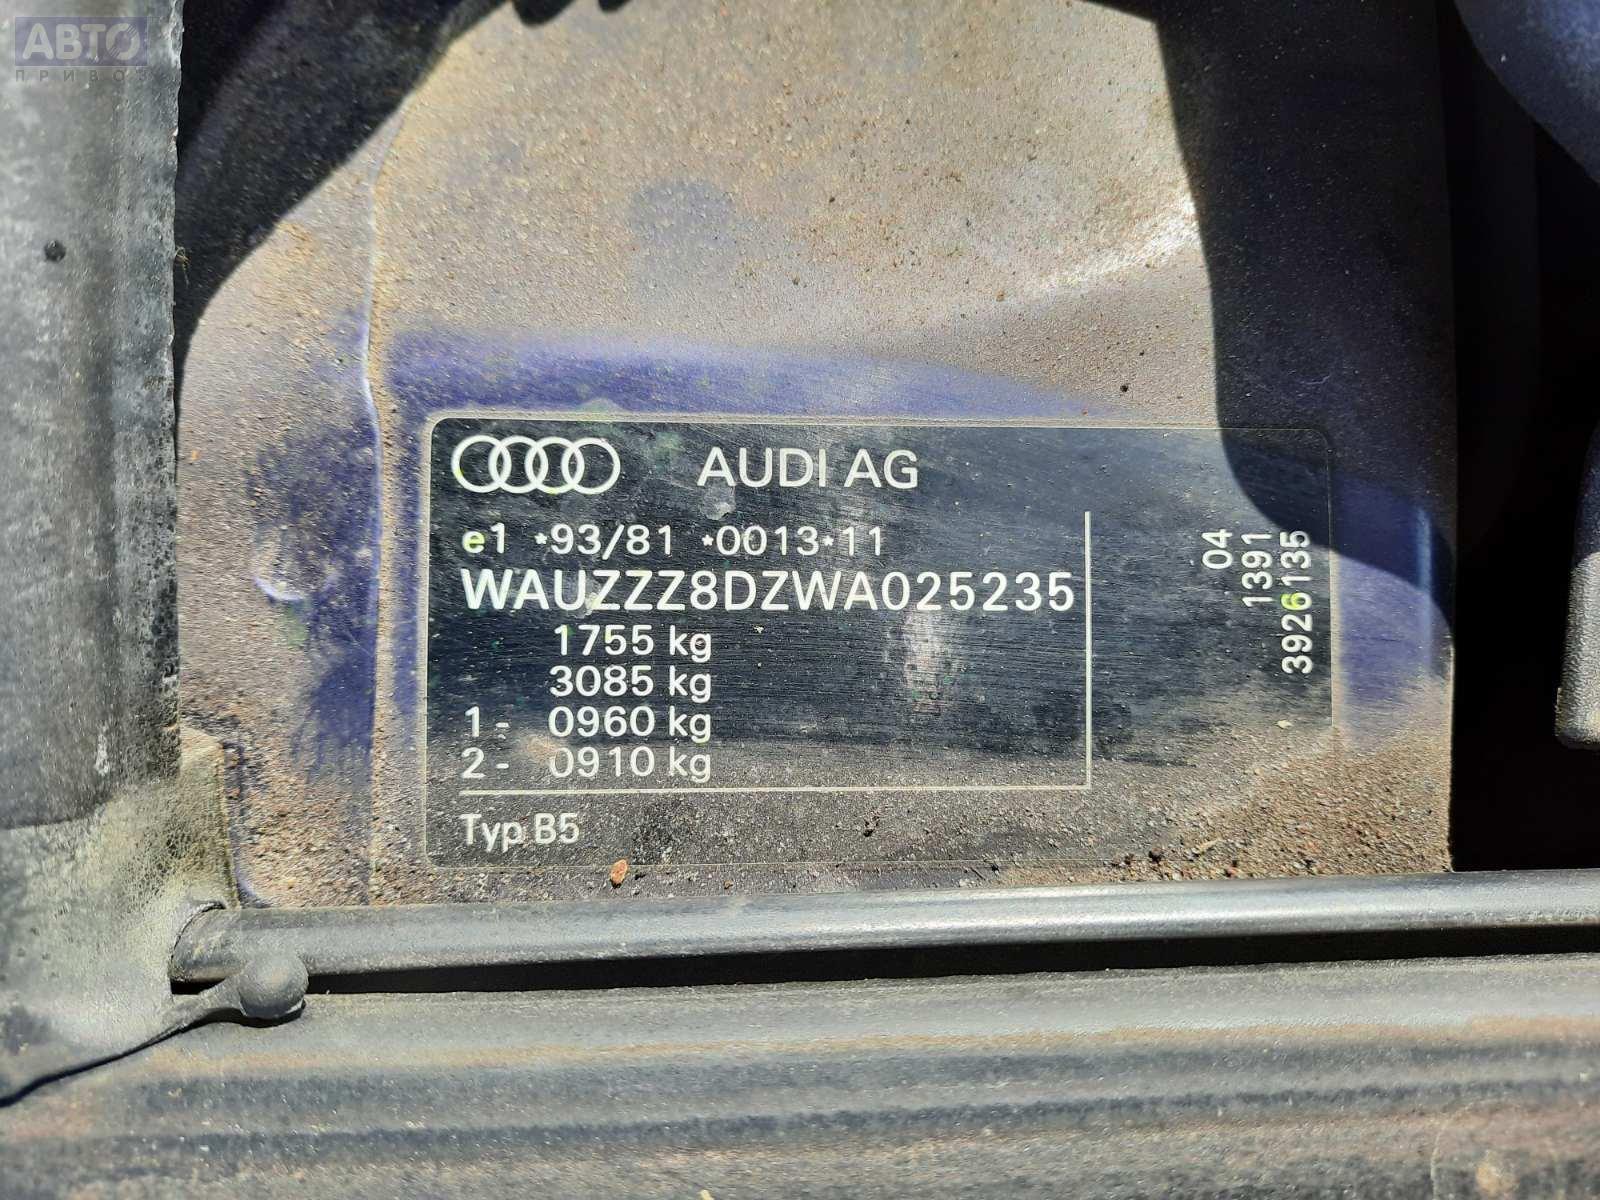 АВТО
ПРИВОЗ
AUDI AG
e1 *93/81 *0013*11
WAUZZZ8DZWA025235
1755 kg
3085 kg
1- 0960 kg
2- 0910 kg
Typ B5
04
1391
3926135